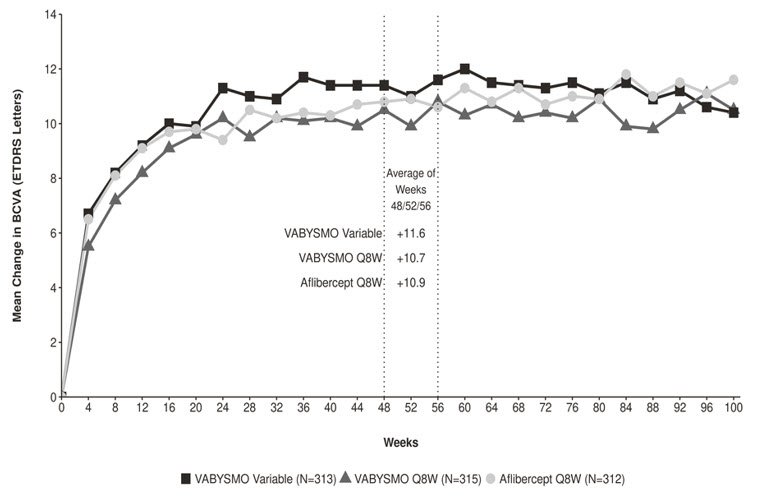 Mean Change in BCVA (ETDRS Letters)
14
12
10
8
6
4
2
0
Average of
Weeks
48/52/56
VABYSMO Variable +11.6
VABYSMO Q8W +10.7
Aflibercept Q8W +10.9
0 4 8 12 16 20 24 28 32 36 40 44 48 52 56 60 64 68 72 76 80 84 88 92 96 100
Weeks
VABYSMO Variable (N=313) VABYSMO Q8W (N=315) Aflibercept Q8W (N=312)